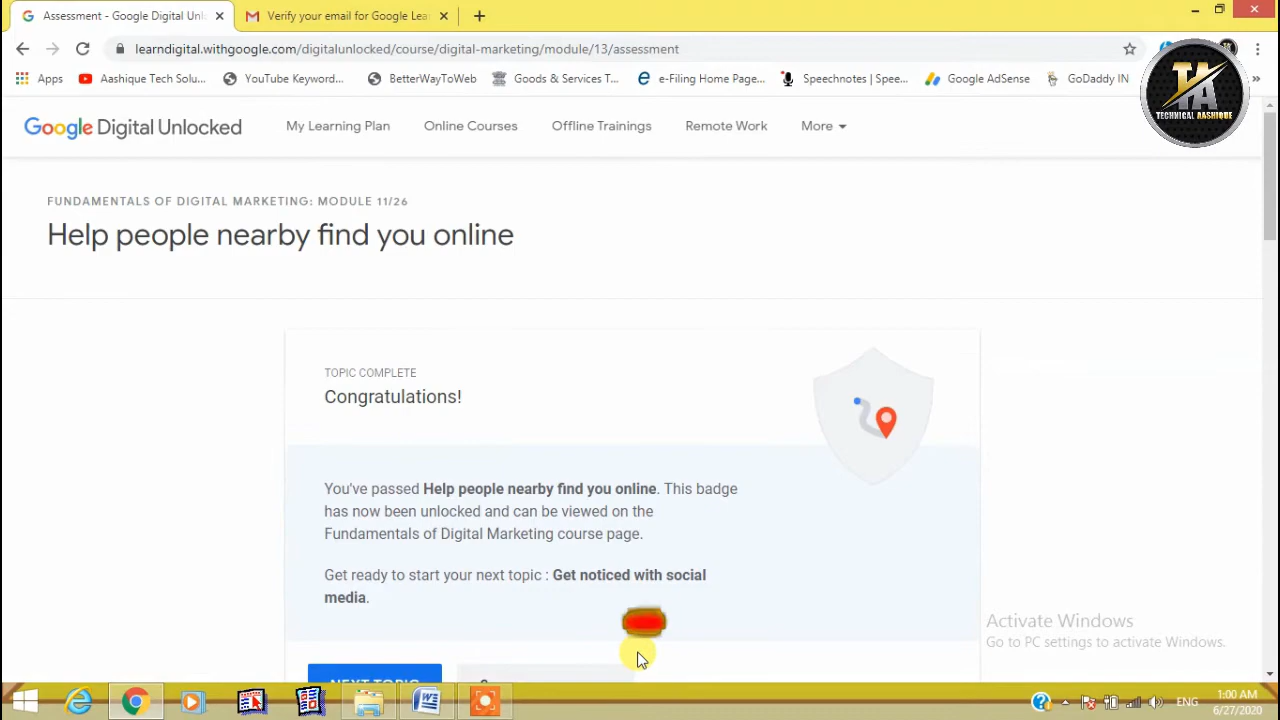 Assessment - Google Digital Unl
Verify your email for Google Lea
learndigital.withgoogle.com/digitalunlocked/course/digital-marketing/module/13/assessment
Apps
Aashique Tech Solu...
YouTube Keyword...
BetterWayToWeb
Goods & Services T...
e-Filing Home Page...
Speechnotes | Spee...
Google AdSense
GoDaddy IN
TA
TECHNICAL AASHIQUE
Google Digital Unlocked
My Learning Plan
Online Courses
Offline Trainings
Remote Work
More
FUNDAMENTALS OF DIGITAL MARKETING: MODULE 11/26
Help people nearby find you online
TOPIC COMPLETE
Congratulations!
You've passed Help people nearby find you online. This badge
has now been unlocked and can be viewed on the
Fundamentals of Digital Marketing course page.
Get ready to start your next topic : Get noticed with social
media.
NEXT TOPIC
Activate Windows
Go to PC settings to activate Windows.
ENG
1:00 AM
6/27/2020